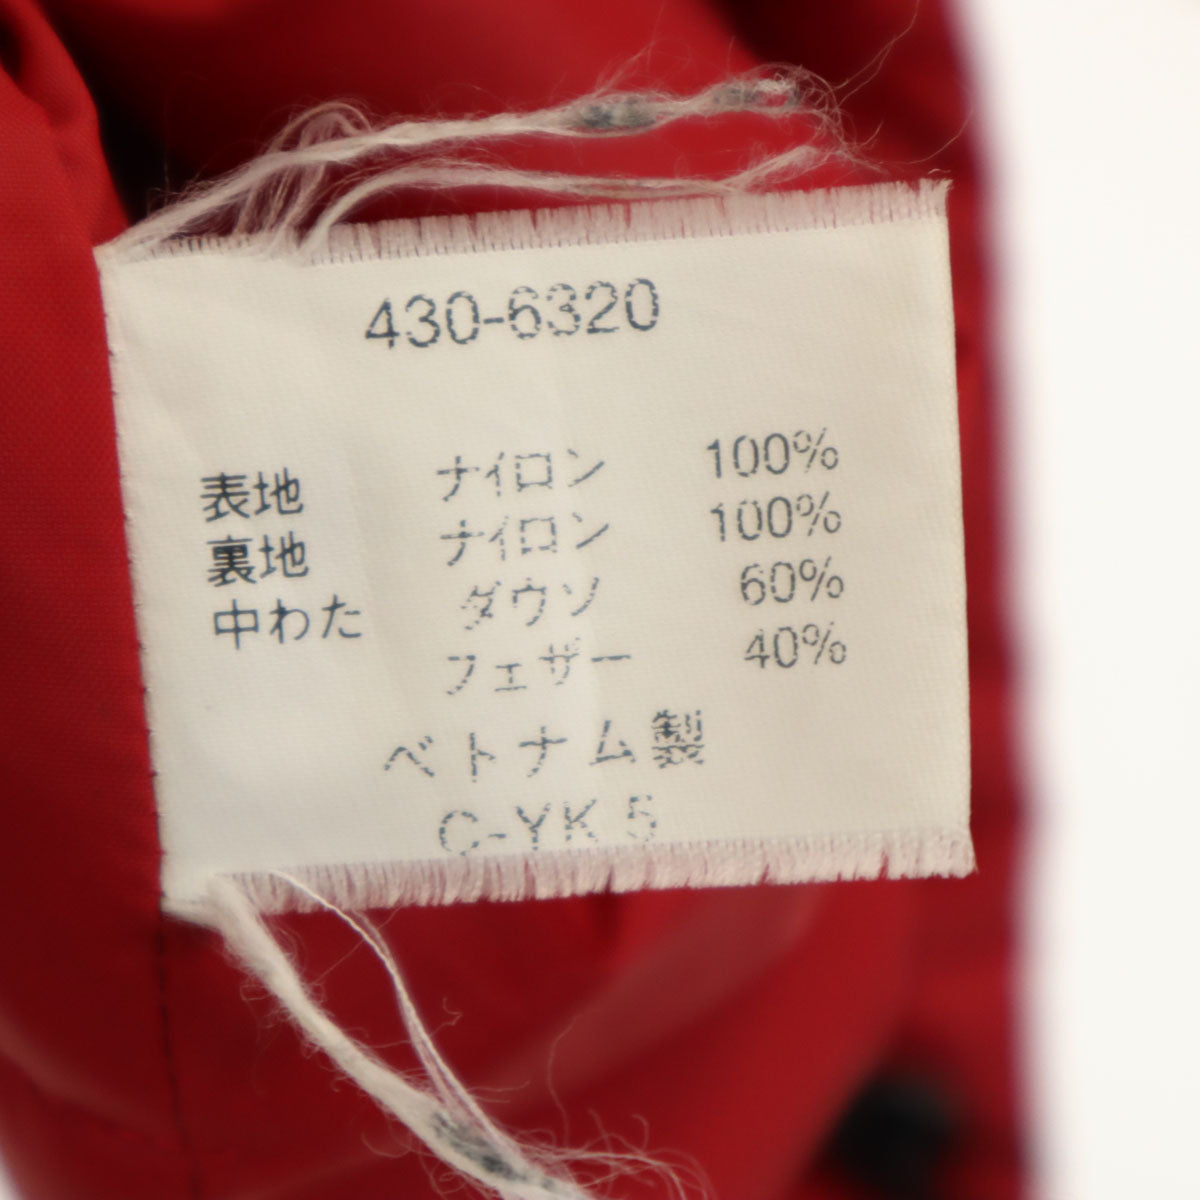 430-6320
表地 ナイロン 100%
裏地 ナイロン 100%
中わた ダウン 60%
フェザー 40%
ベトナム製
C-YK 5